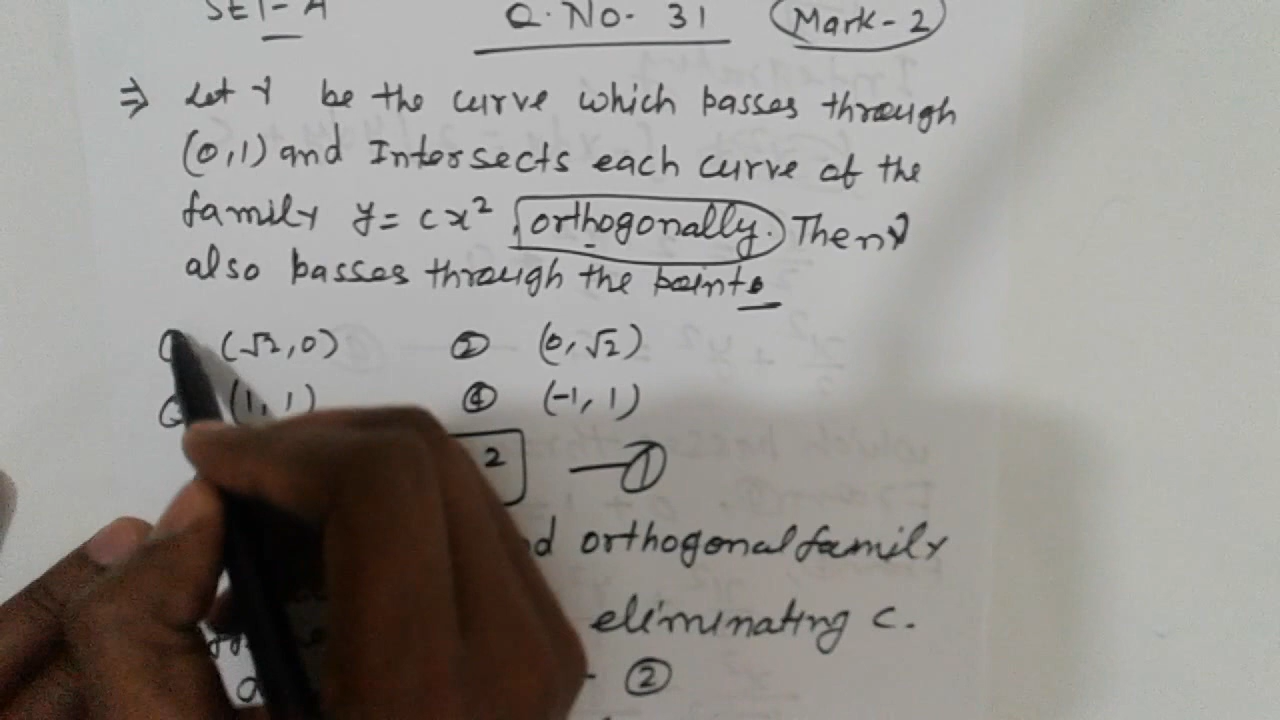 SET-A Q.No- 31 Mark-2
⇒ Let γ be the curve which passes through
(0,1) and Intersects each curve of the
family y = cx² orthogonally. Then γ
also passes through the point
① (√2,0) ② (0,√2)
(1,1) ④ (-1,1)
2 —①
orthogonal family
eliminating c.
②